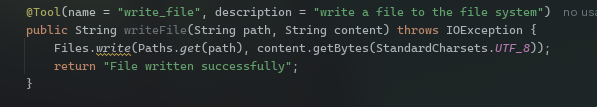 @Tool(name = "write_file", description = "write a file to the file system") no usa
public String writeFile(String path, String content) throws IOException {
Files.write(Paths.get(path), content.getBytes(StandardCharsets.UTF_8));
return "File written successfully";
}